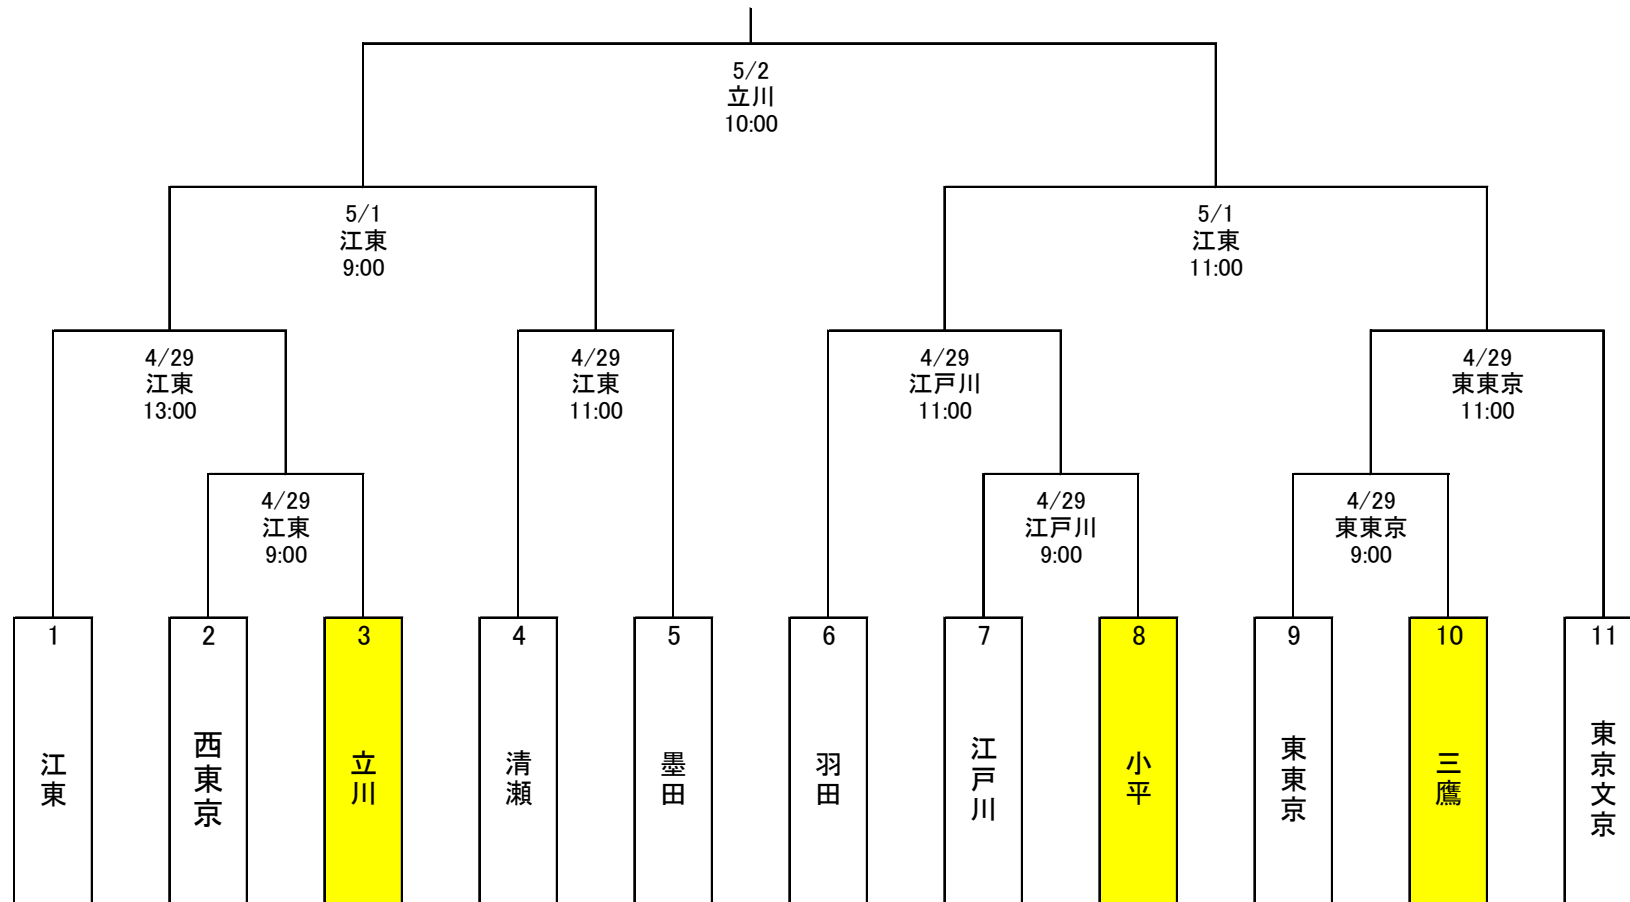 5/2
立川
10:00
5/1
江東
9:00
5/1
江東
11:00
4/29
江東
13:00
4/29
江東
11:00
4/29
江戸川
11:00
4/29
東東京
11:00
4/29
江東
9:00
4/29
江戸川
9:00
4/29
東東京
9:00
1
江東
2
西東京
3
立川
4
清瀬
5
墨田
6
羽田
7
江戸川
8
小平
9
東東京
10
三鷹
11
東京文京